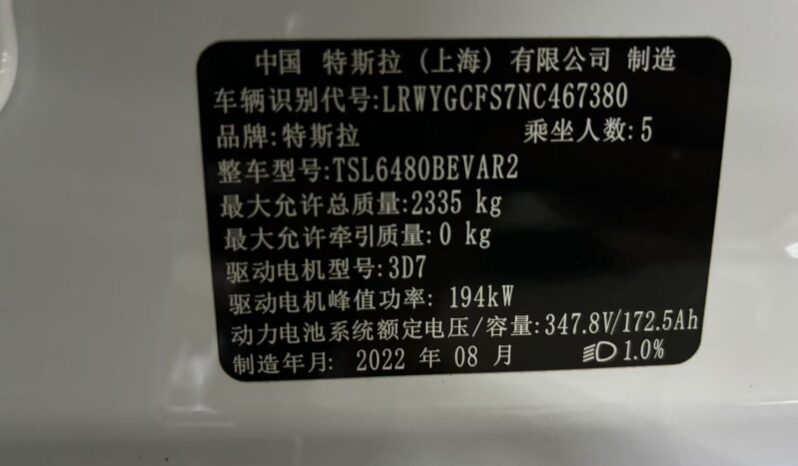 中国 特斯拉 (上海) 有限公司 制造
车辆识别代号:LRWYGCFS7NC467380
品牌:特斯拉 乘坐人数:5
整车型号:TSL6480BEVAR2
最大允许总质量:2335 kg
最大允许牵引质量:0 kg
驱动电机型号:3D7
驱动电机峰值功率: 194kW
动力电池系统额定电压/容量:347.8V/172.5Ah
制造年月: 2022 年 08 月 1.0%